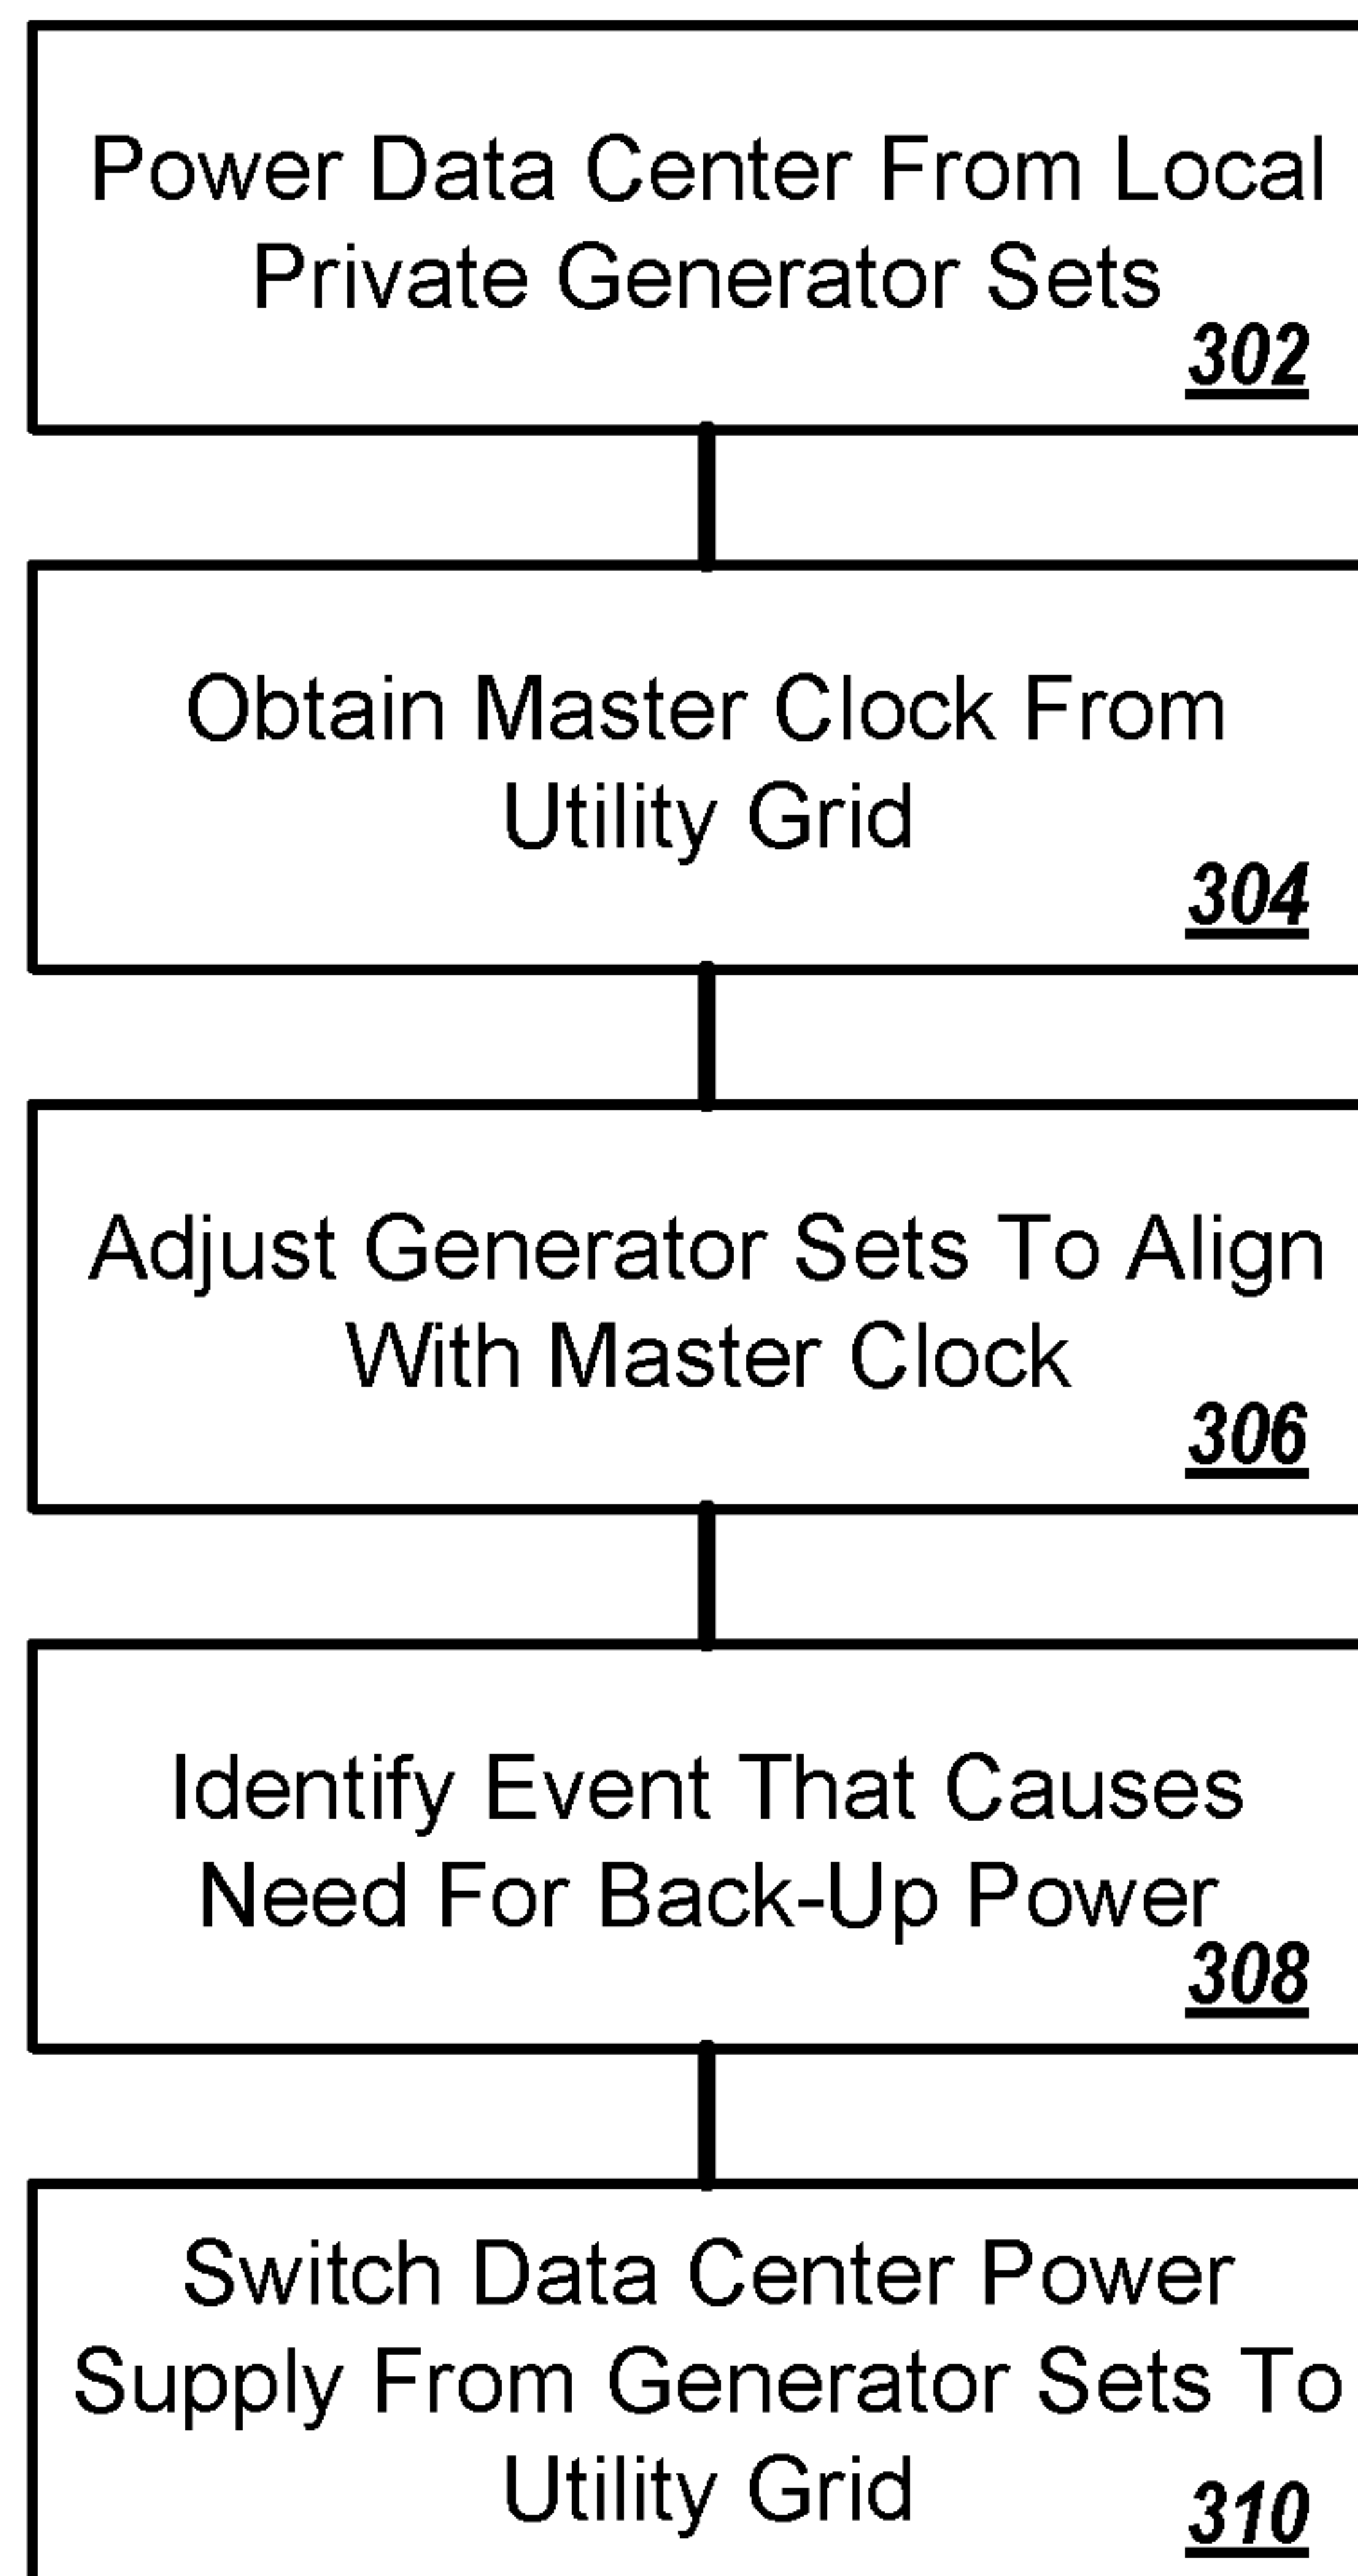 Power Data Center From Local
Private Generator Sets
302
Obtain Master Clock From
Utility Grid
304
Adjust Generator Sets To Align
With Master Clock
306
Identify Event That Causes
Need For Back-Up Power
308
Switch Data Center Power
Supply From Generator Sets To
Utility Grid
310